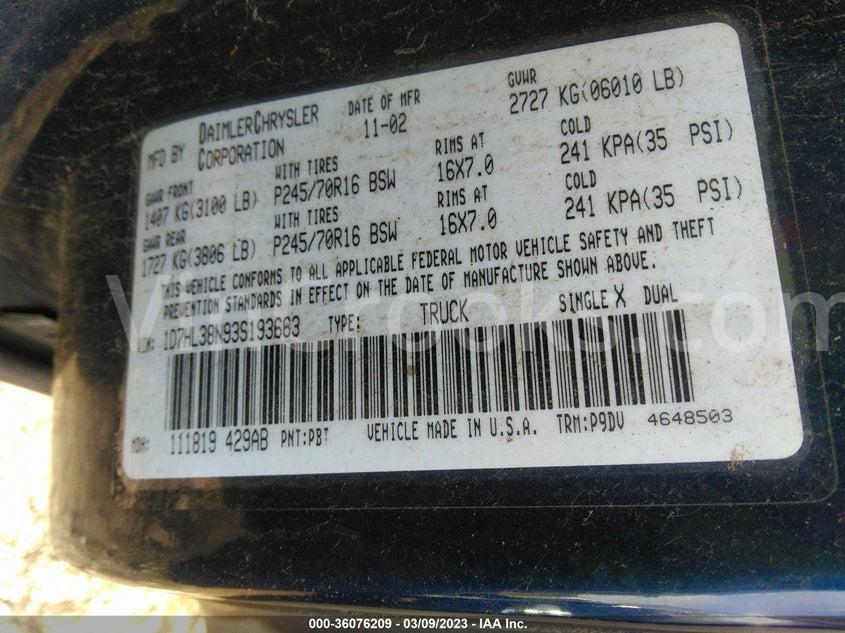 MFD BY DAIMLERCHRYSLER CORPORATION DATE OF MFR 11-02 GVWR 2727 KG(06010 LB)
GAWR FRONT 1407 KG(3100 LB) WITH TIRES P245/70R16 BSW RIMS AT 16X7.0 COLD 241 KPA(35 PSI)
GAWR REAR 1727 KG(3806 LB) WITH TIRES P245/70R16 BSW RIMS AT 16X7.0 COLD 241 KPA(35 PSI)
THIS VEHICLE CONFORMS TO ALL APPLICABLE FEDERAL MOTOR VEHICLE SAFETY AND THEFT
PREVENTION STANDARDS IN EFFECT ON THE DATE OF MANUFACTURE SHOWN ABOVE.
VIN: 1D7HL38N93S193663 TYPE: TRUCK SINGLE X DUAL
MDH: 111819 429AB PNT:PBT VEHICLE MADE IN U.S.A. TRM:P9DV 4648503
000-36076209 - 03/09/2023 - IAA Inc.